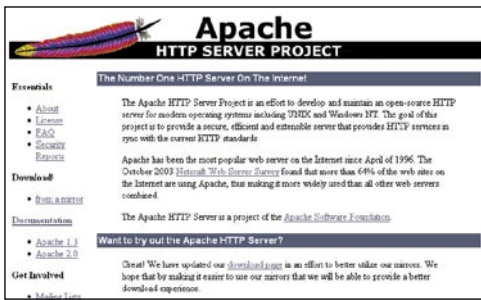 Apache
HTTP SERVER PROJECT
Essentials
• About
• License
• FAQ
• Security
Reports
Download!
• from a mirror
Documentation
• Apache 1.3
• Apache 2.0
Get Involved
• Mailing Lists
The Number One HTTP Server On The Internet
The Apache HTTP Server Project is an effort to develop and maintain an open-source HTTP
server for modern operating systems including UNIX and Windows NT. The goal of this
project is to provide a secure, efficient and extensible server that provides HTTP services in
sync with the current HTTP standards.
Apache has been the most popular web server on the Internet since April of 1996. The
October 2003 Netcraft Web Server Survey found that more than 64% of the web sites on
the Internet are using Apache, thus making it more widely used than all other web servers
combined.
The Apache HTTP Server is a project of the Apache Software Foundation.
Want to try out the Apache HTTP Server?
Great! We have updated our download page in an effort to better utilize our mirrors. We
hope that by making it easier to use our mirrors that we will be able to provide a better
download experience.